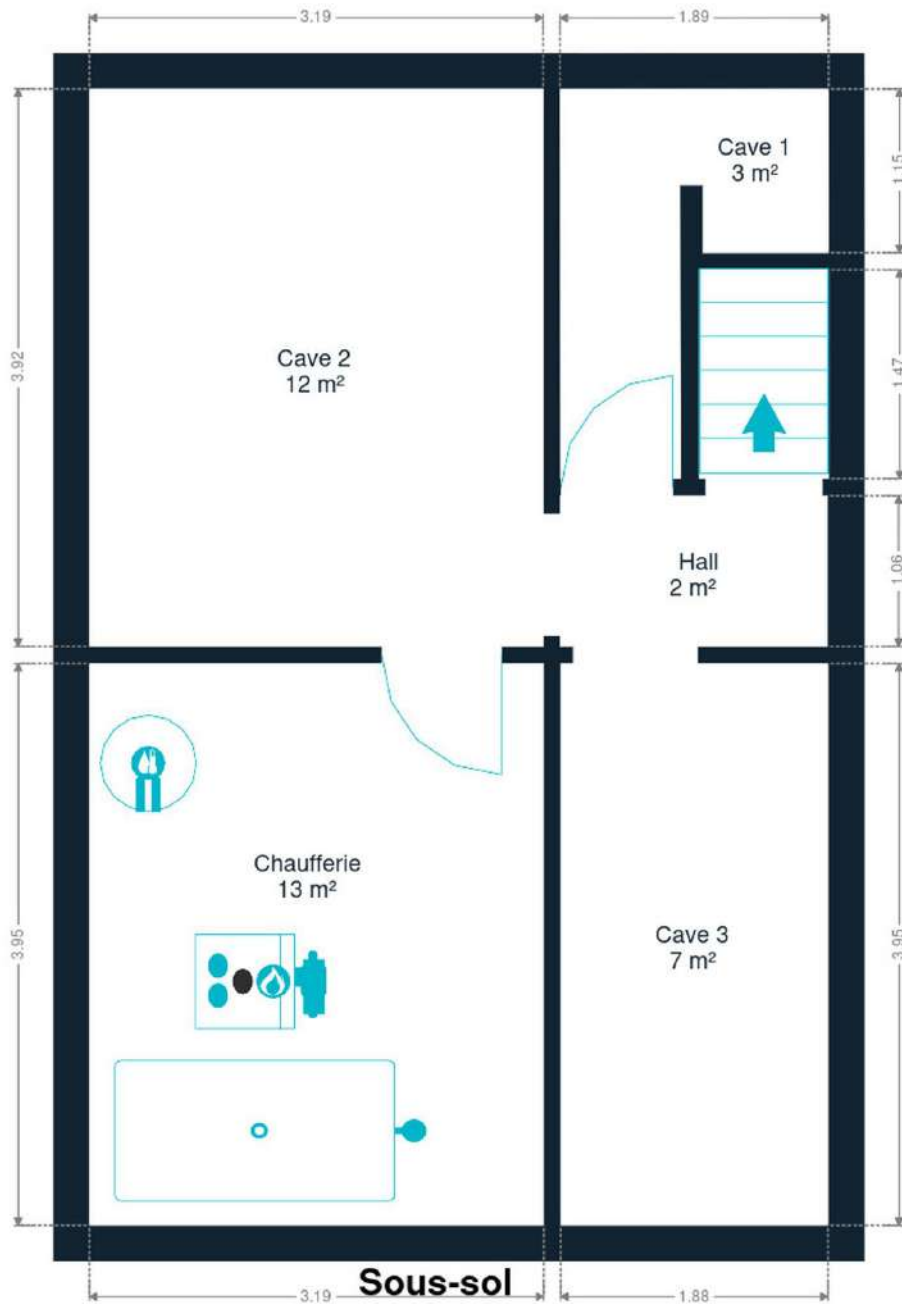 3.19
1.89
Cave 1
3 m²
1.15
3.92
Cave 2
12 m²
1.47
Hall
2 m²
1.06
Chaufferie
13 m²
Cave 3
7 m²
3.95
3.95
Sous-sol
3.19
1.88